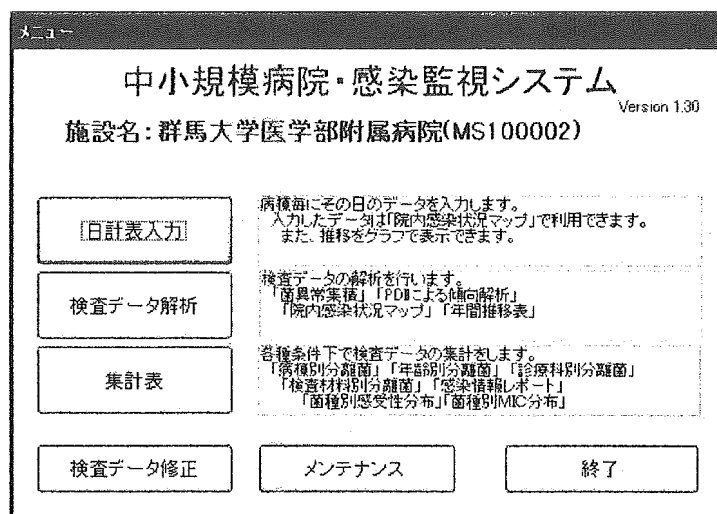 メニュー
中小規模病院・感染監視システム
Version 1.30
施設名:群馬大学医学部附属病院(MS100002)
日計表入力
病棟毎にその日のデータを入力します。
入力したデータは「院内感染状況マップ」で利用できます。
また、推移をグラフで表示できます。
検査データ解析
検査データの解析を行います。
「菌異常集積」「PDIによる傾向解析」
「院内感染状況マップ」「年間推移表」
集計表
各種条件下で検査データの集計をします。
「病棟別分離菌」「年齢別分離菌」「診療科別分離菌」
「検査材料別分離菌」「感染情報レポート」
「菌種別感受性分布」「菌種別MIC分布」
検査データ修正
メンテナンス
終了